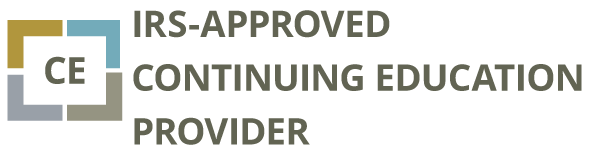 IRS-APPROVED
CE
CONTINUING EDUCATION
PROVIDER